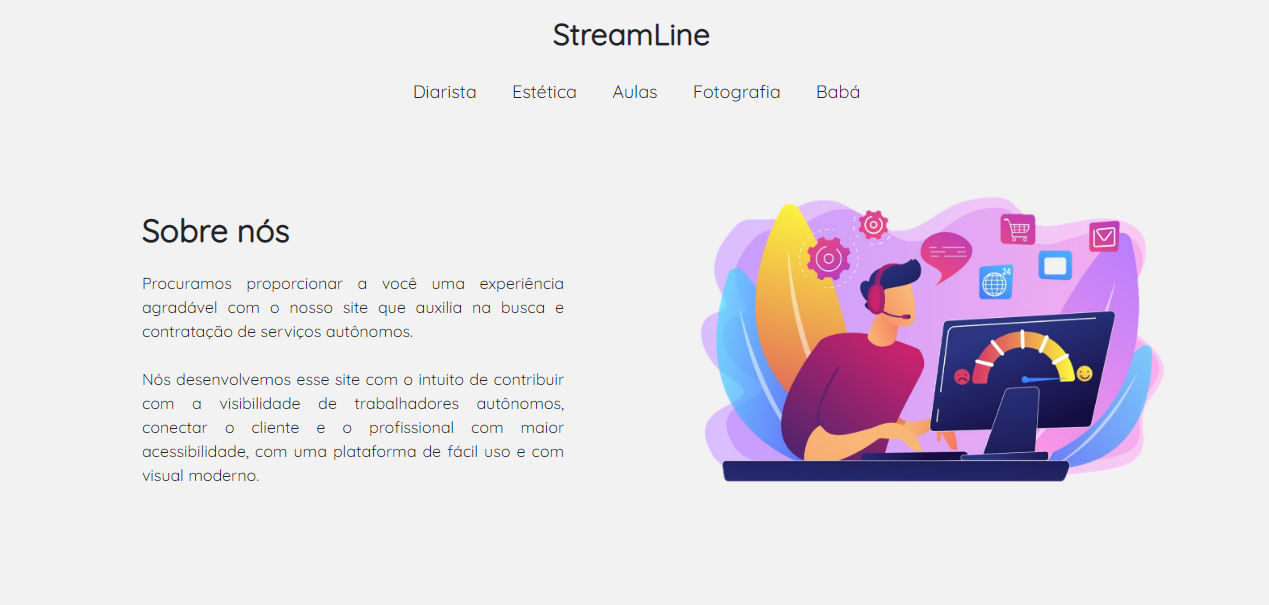 StreamLine
Diarista Estética Aulas Fotografia Babá
Sobre nós
Procuramos proporcionar a você uma experiência
agradável com o nosso site que auxilia na busca e
contratação de serviços autônomos.
Nós desenvolvemos esse site com o intuito de contribuir
com a visibilidade de trabalhadores autônomos,
conectar o cliente e o profissional com maior
acessibilidade, com uma plataforma de fácil uso e com
visual moderno.
24